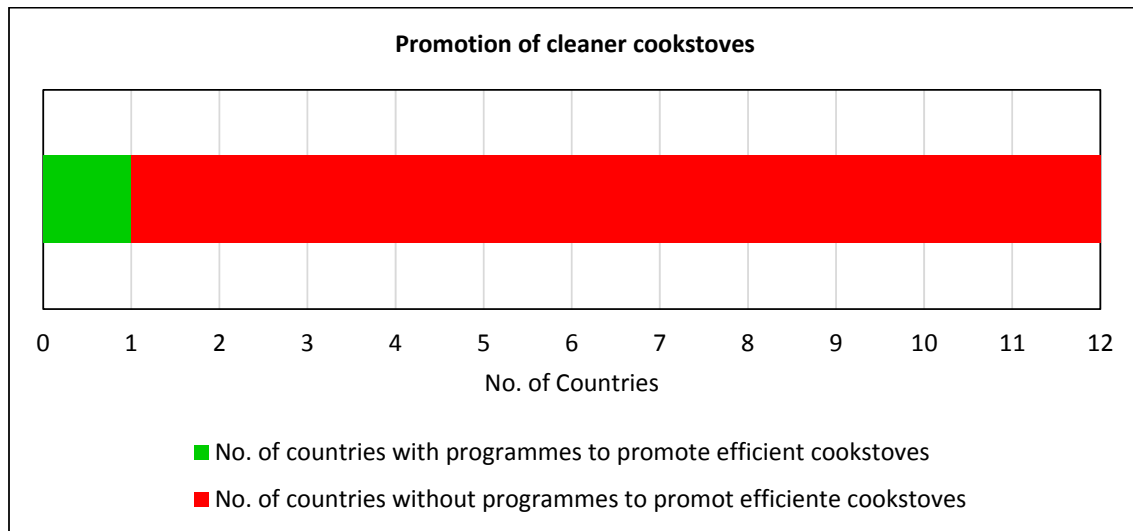 Promotion of cleaner cookstoves
0 1 2 3 4 5 6 7 8 9 10 11 12
No. of Countries
No. of countries with programmes to promote efficient cookstoves
No. of countries without programmes to promot efficiente cookstoves